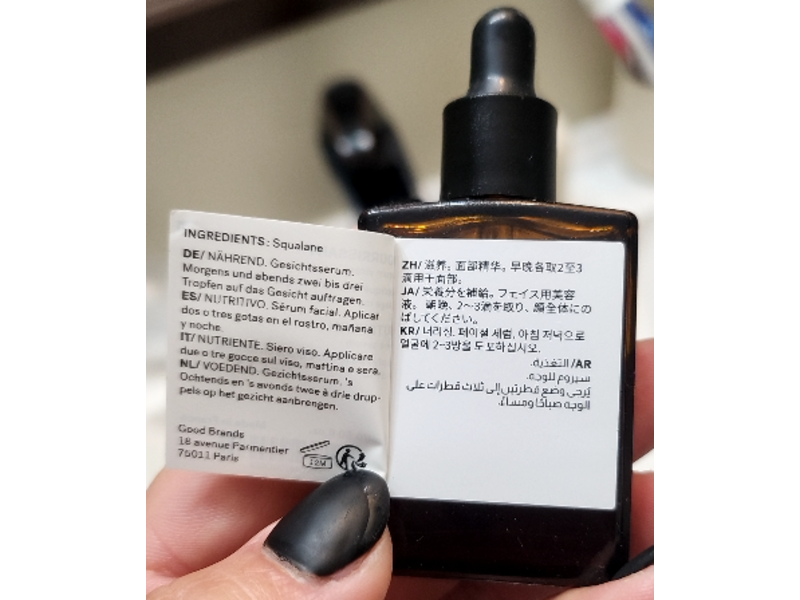 INGREDIENTS: Squalane
DE/ NÄHREND. Gesichtsserum.
Morgens und abends zwei bis drei
Tropfen auf das Gesicht auftragen.
ES/ NUTRITIVO. Sérum facial. Aplicar
dos o tres gotas en el rostro, mañana
y noche.
IT/ NUTRIENTE. Siero viso. Applicare
due o tre gocce sul viso, mattina e sera.
NL/ VOEDEND. Gezichtsserum. 's
Ochtends en 's avonds twee à drie drup-
pels op het gezicht aanbrengen.
Good Brands
18 avenue Parmentier
75011 Paris
12M
ZH/ 滋养。面部精华。早晚各取2至3
滴用于面部。
JA/ 栄養分を補給。フェイス用美容
液。朝晩、2〜3滴を取り、顔全体にの
ばしてください。
KR/ 너리싱. 페이셜 세럼. 아침 저녁으로
얼굴에 2-3방울 도포하십시오.
AR/ التغذية.
سيروم للوجه.
يُرجى وضع قطرتين إلى ثلاث قطرات على
الوجه صباحًا ومساءً.